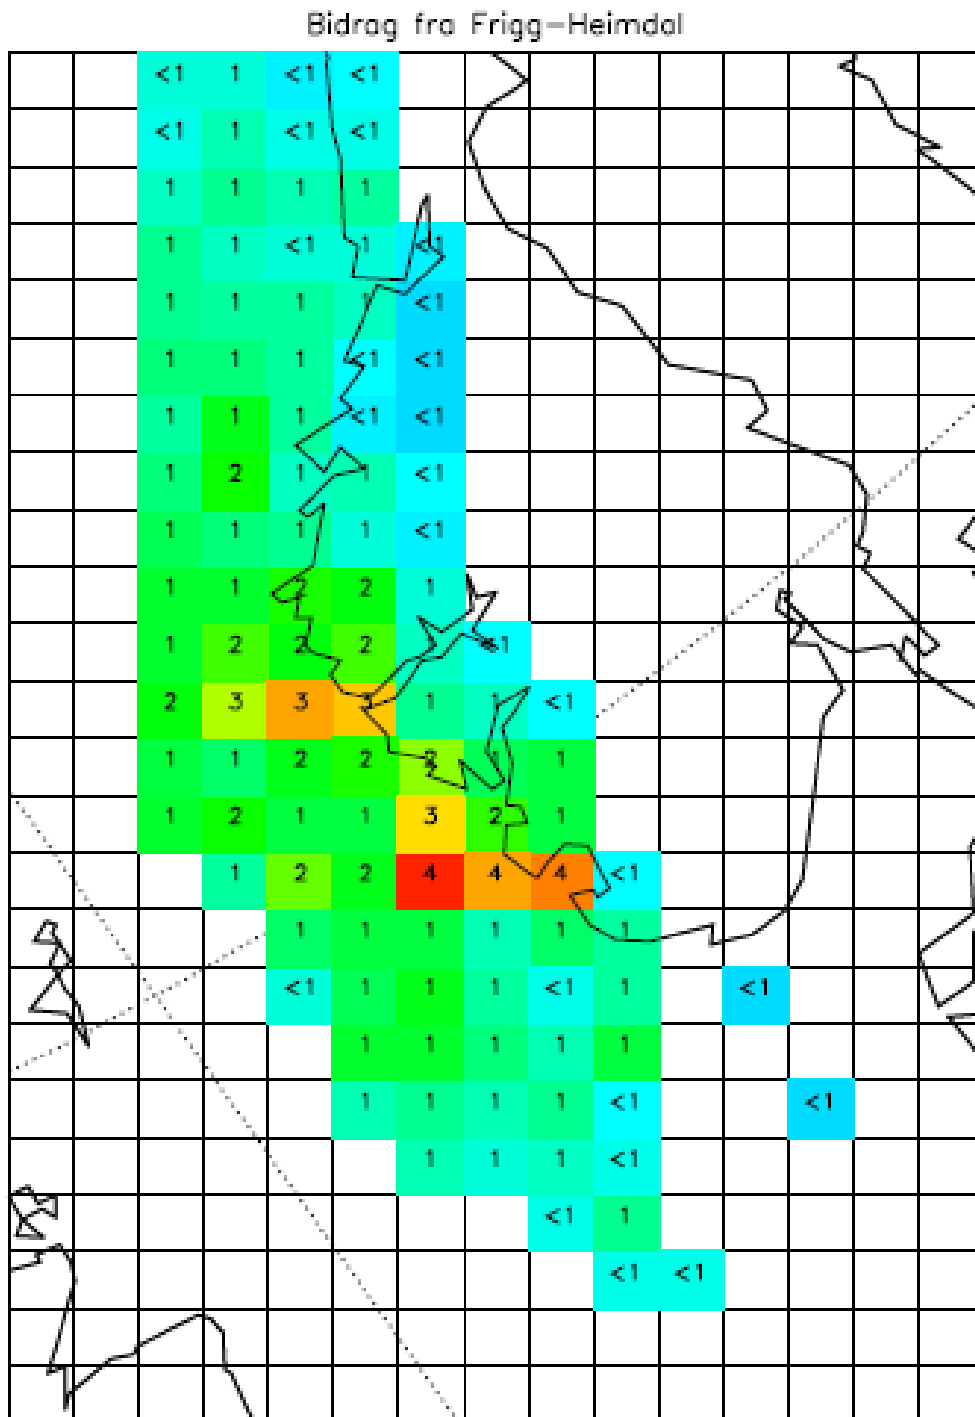 Bidrag fra Frigg-Heimdal
<1 1 <1 <1
<1 1 <1 <1
1 1 1 1
1 1 <1 1 <1
1 1 1 1 <1
1 1 1 <1 <1
1 1 1 <1 <1
1 2 1 1 <1
1 1 1 1 <1
1 1 2 2 1
1 2 2 2 1 <1
2 3 3 3 1 1 <1
1 1 2 2 2 1 1
1 2 1 1 3 2 1
1 2 2 4 4 4 <1
1 1 1 1 1 1
<1 1 1 1 <1 1 <1
1 1 1 1 1
1 1 1 1 <1 <1
1 1 1 <1
<1 1
<1 <1